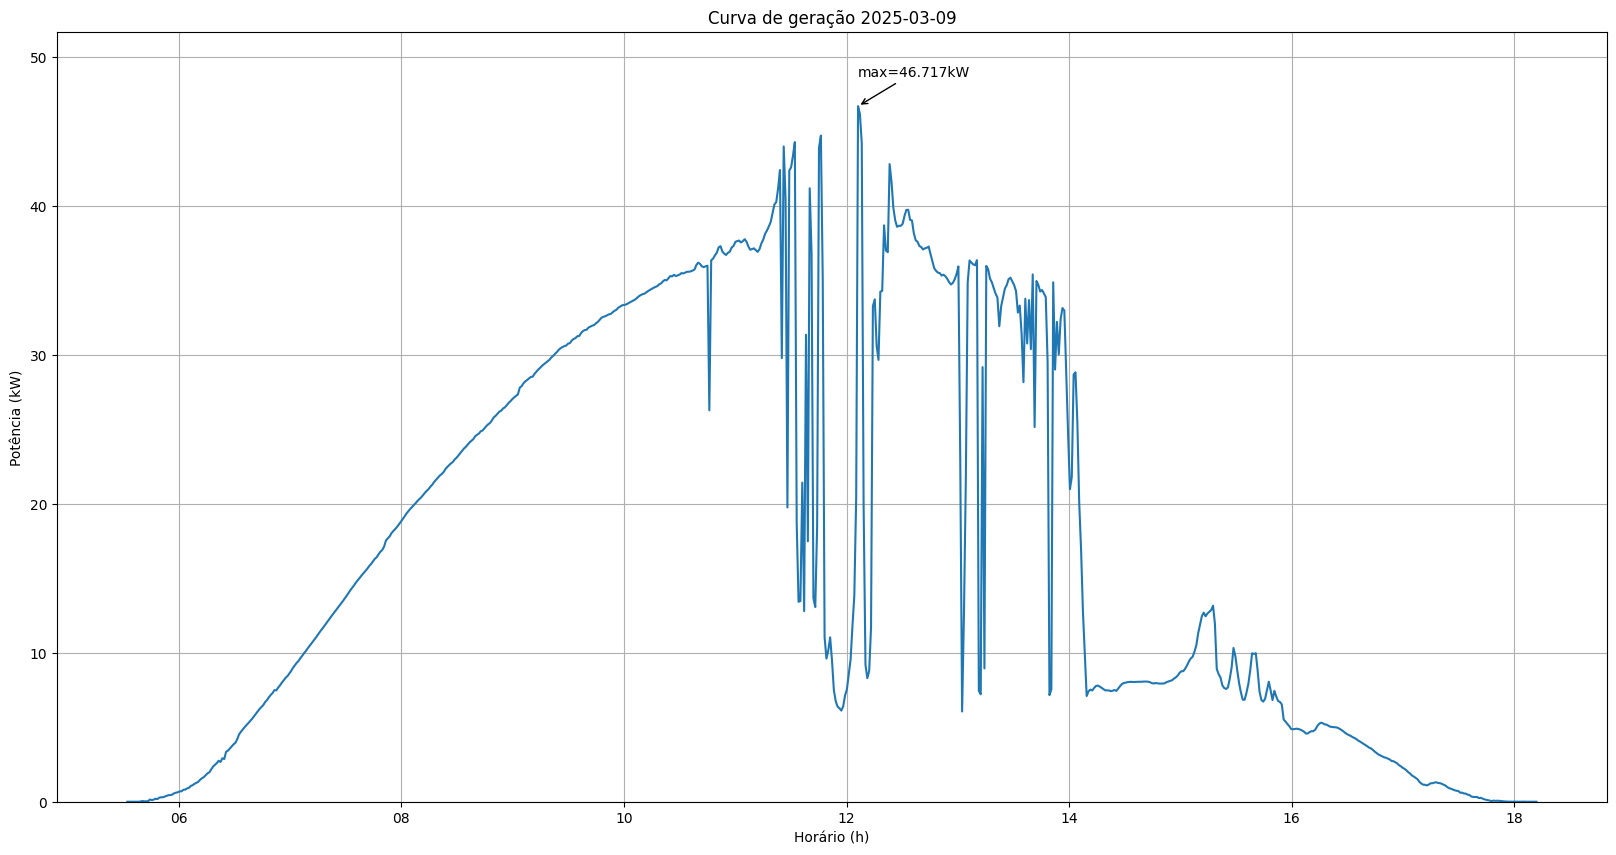 Curva de geração 2025-03-09
50
max=46.717kW
40
30
Potência (kW)
20
10
0
06 08 10 12 14 16 18
Horário (h)